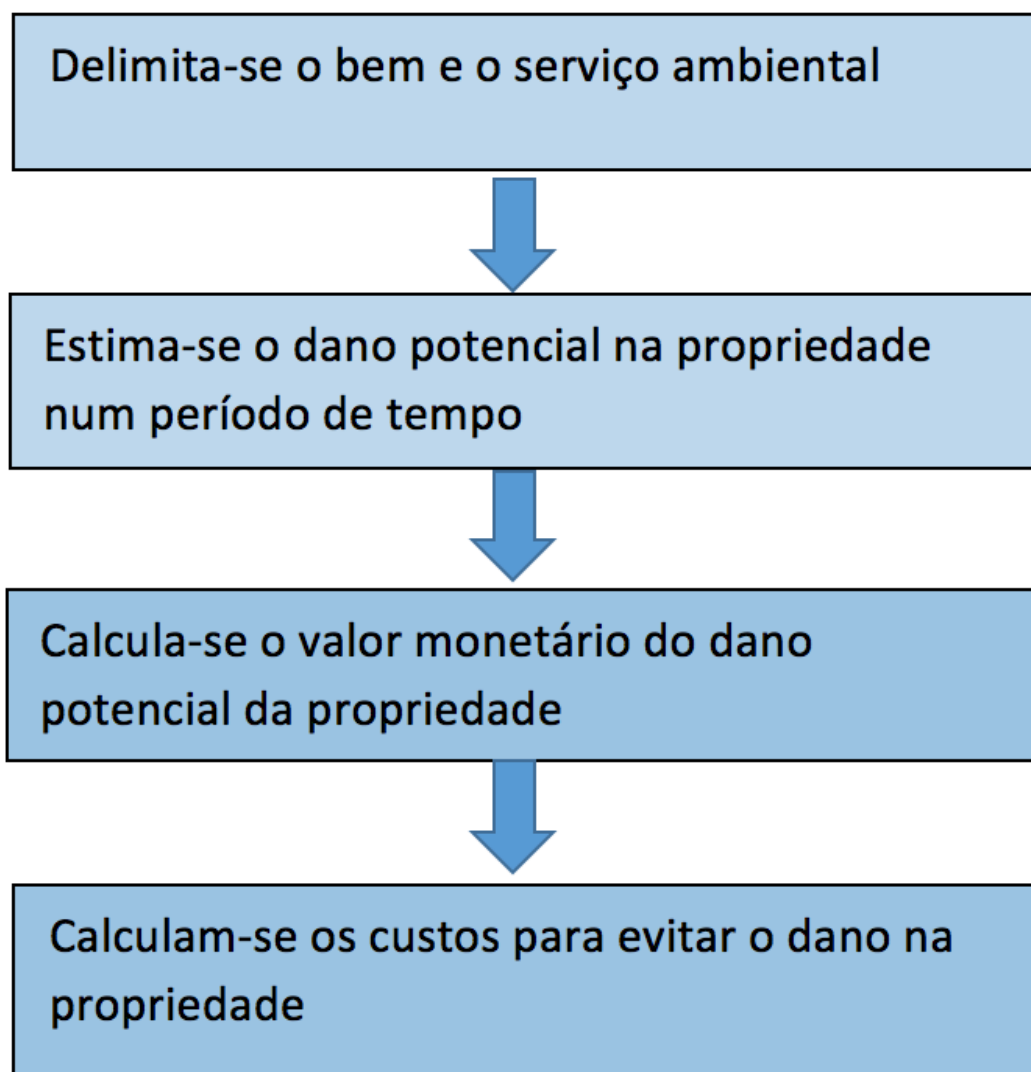 Delimita-se o bem e o serviço ambiental
Estima-se o dano potencial na propriedade
num período de tempo
Calcula-se o valor monetário do dano
potencial da propriedade
Calculam-se os custos para evitar o dano na
propriedade